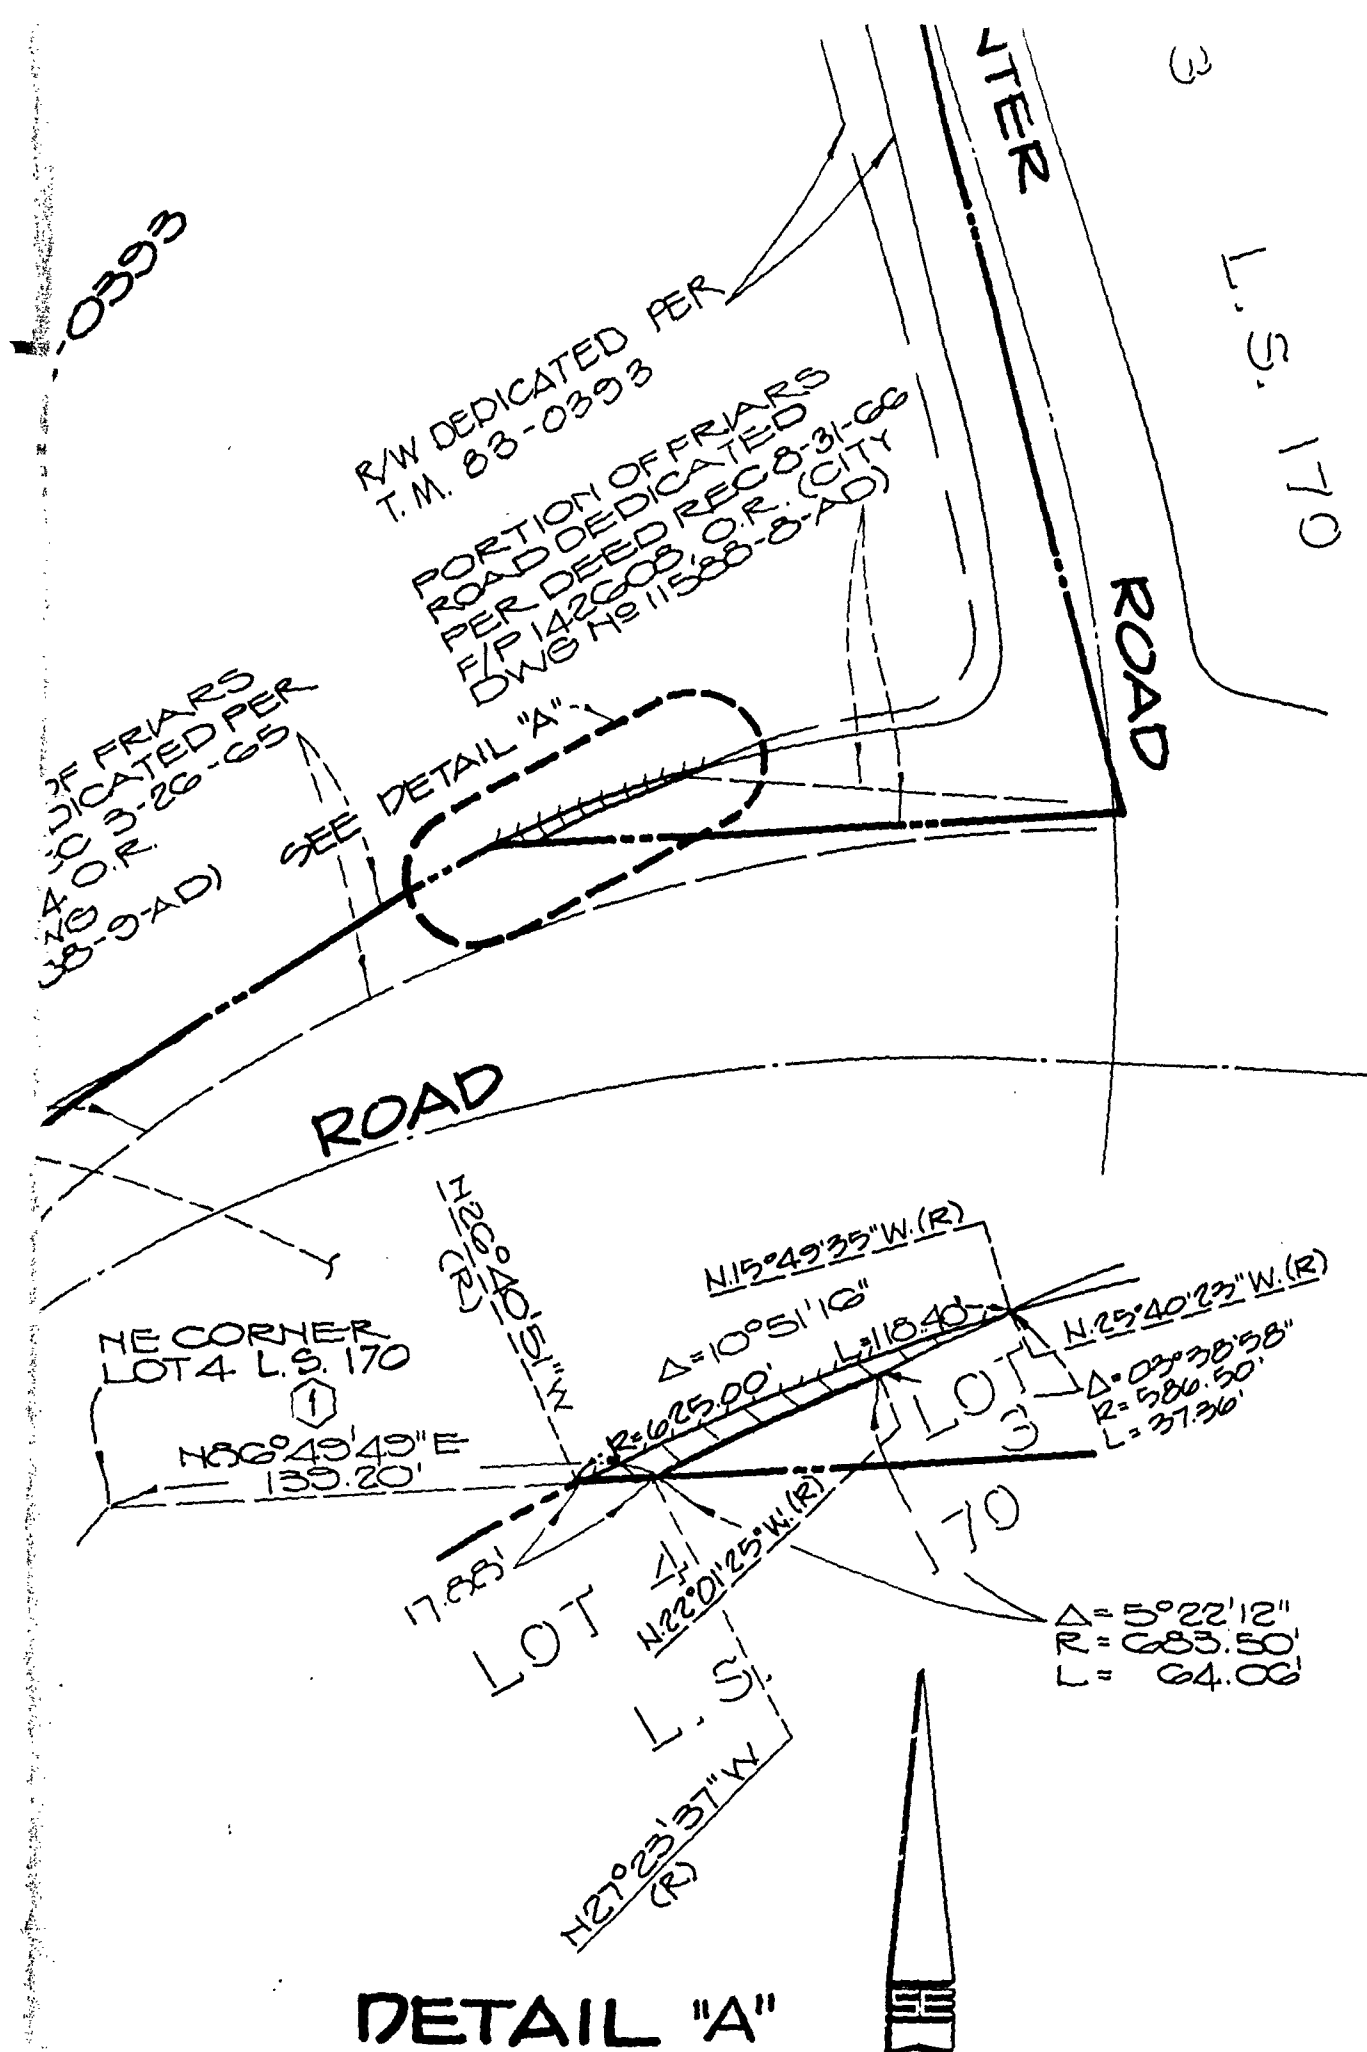 NTER
3
L.S. 170
-0393
R/W DEDICATED PER
T.M. 83-0393
PORTION OF FRIARS
ROAD DEDICATED
PER DEED REC 8-31-66
F/P 142608, O.R. (CITY
DWG Nº 11588-8-AD)
ROAD
OF FRIARS
DICATED PER
3-26-65
4. O.R.
38-9-AD)
SEE DETAIL "A"
ROAD
N26°40'51"W
(R)
N.15°49'35"W.(R)
N.25°40'23"W.(R)
Δ=10°51'16"
L=118.40'
R=625.00'
Δ=03°38'58"
R=586.50'
L=37.36'
NE CORNER
LOT 4 L.S. 170
1
N86°49'49"E
139.20'
LOT
3
17.88'
LOT 4
L.S.
170
N.22°01'25"W.(R)
Δ=5°22'12"
R=683.50'
L= 64.06'
N27°23'37"W
(R)
DETAIL "A"